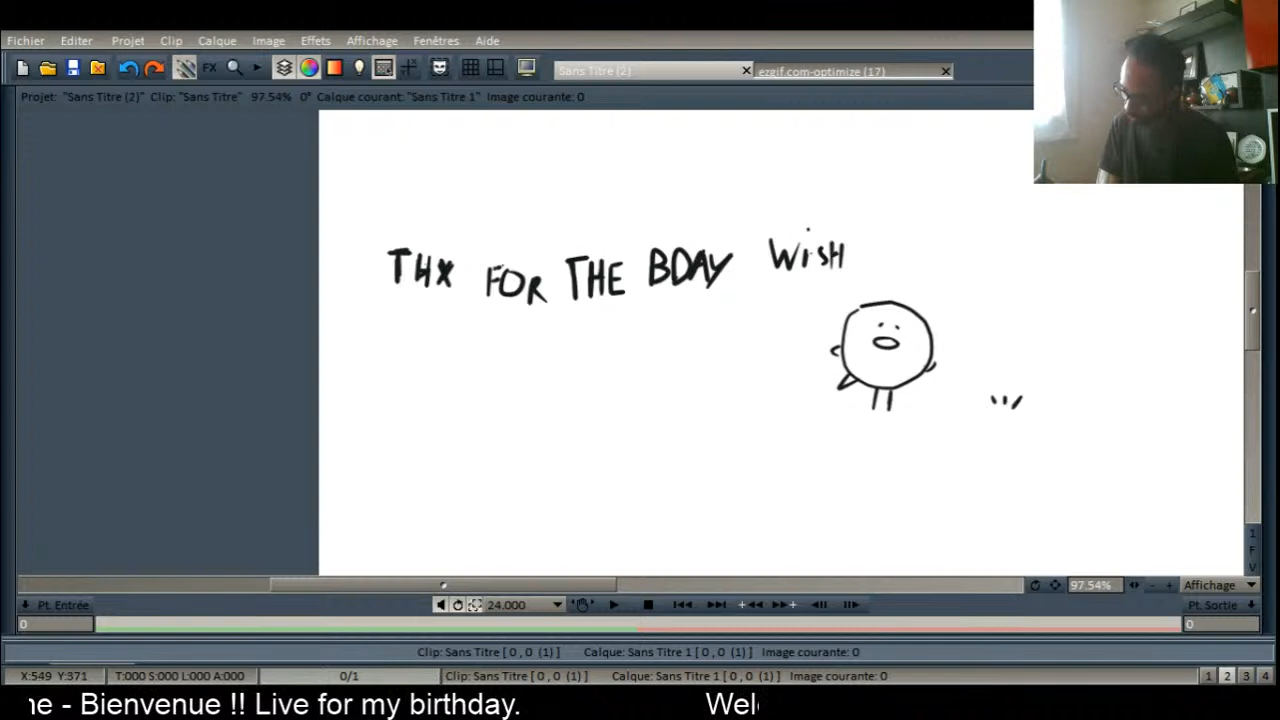 Fichier Editer Projet Clip Calque Image Effets Affichage Fenêtres Aide
FX Sans Titre (2) ezgif.com-optimize (17)
Projet: "Sans Titre (2)" Clip: "Sans Titre" 97.54% 0° Calque courant: "Sans Titre 1" Image courante: 0
THX FOR THE BDAY WISH
1
F
V
97.54% Affichage
Pt. Entrée 24.000 Pt. Sortie
0 0
Clip: Sans Titre [ 0 , 0 (1) ] Calque: Sans Titre 1 [ 0 , 0 (1) ] Image courante: 0
X:549 Y:371 T:000 S:000 L:000 A:000 0/1 Clip: Sans Titre [ 0 , 0 (1) ] Calque: Sans Titre 1 [ 0 , 0 (1) ] Image courante: 0 1 2 3 4
me - Bienvenue !! Live for my birthday. Wel